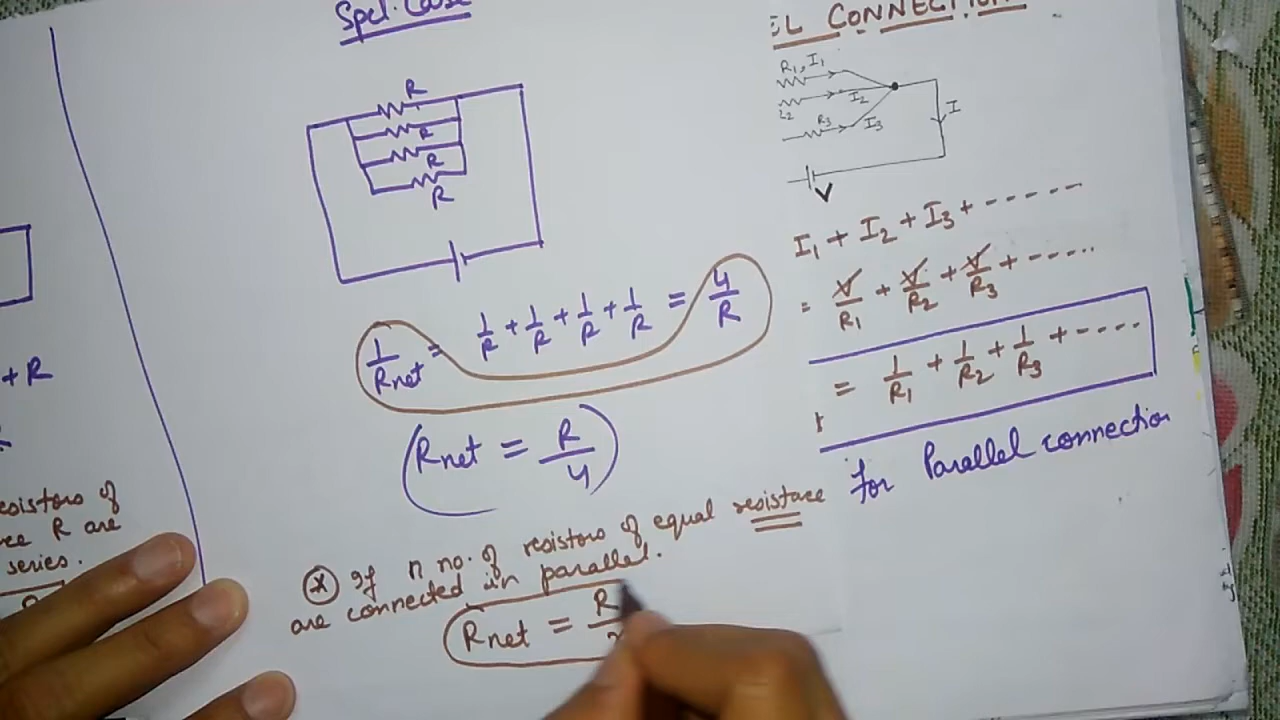 Spcl. Case
R
R
R
R
1/Rnet = 1/R + 1/R + 1/R + 1/R = 4/R
(Rnet = R/4)
* If n no. of resistors of equal resistace
are connected in parallel.
Rnet = R
EL CONNECTION
R1, I1
I2
R3 I3
I
V
I1 + I2 + I3 + ------
= V/R1 + V/R2 + V/R3 + -----
= 1/R1 + 1/R2 + 1/R3 + ----
for Parallel connection
+ R
esistors of
R are
series.